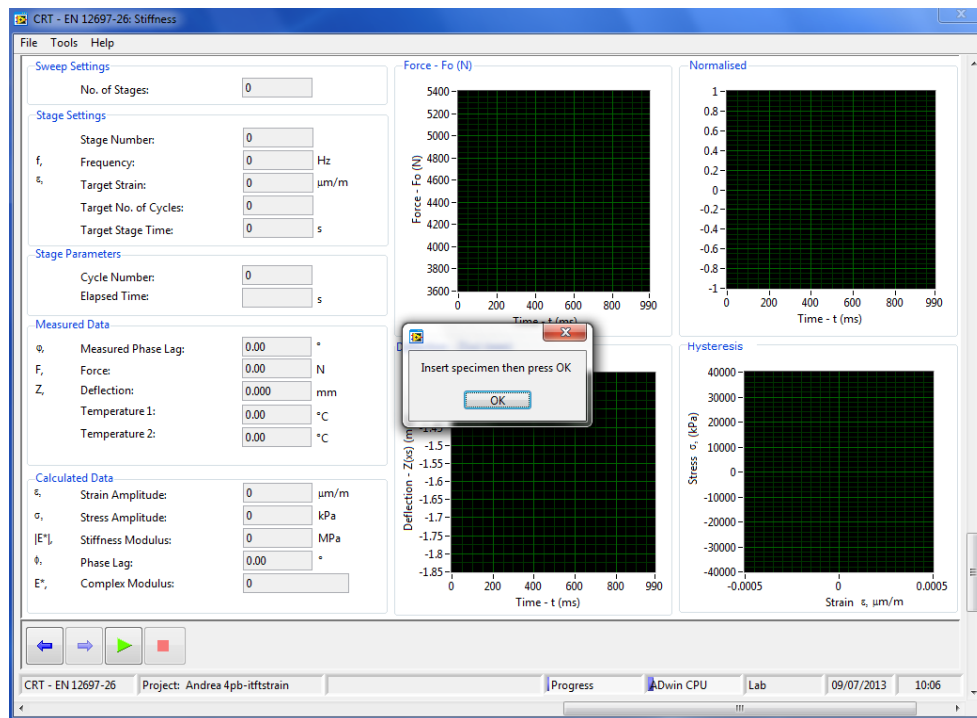 CRT - EN 12697-26: Stiffness
File Tools Help
Sweep Settings
No. of Stages: 0
Stage Settings
Stage Number: 0
f, Frequency: 0 Hz
ε, Target Strain: 0 μm/m
Target No. of Cycles: 0
Target Stage Time: 0 s
Stage Parameters
Cycle Number: 0
Elapsed Time: s
Measured Data
φ, Measured Phase Lag: 0.00 °
F, Force: 0.00 N
Z, Deflection: 0.000 mm
Temperature 1: 0.00 °C
Temperature 2: 0.00 °C
Calculated Data
ε, Strain Amplitude: 0 μm/m
σ, Stress Amplitude: 0 kPa
|E*|, Stiffness Modulus: 0 MPa
ϕ, Phase Lag: 0.00 °
E*, Complex Modulus: 0
Force - Fo (N)
Force - Fo (N)
5400
5200
5000
4800
4600
4400
4200
4000
3800
3600
0 200 400 600 800 990
Time - t (ms)
Normalised
1
0.8
0.6
0.4
0.2
0
-0.2
-0.4
-0.6
-0.8
-1
0 200 400 600 800 990
Time - t (ms)
Insert specimen then press OK
OK
Deflection - Z(xs)
-1.45
-1.5
-1.55
-1.6
-1.65
-1.7
-1.75
-1.8
-1.85
0 200 400 600 800 990
Time - t (ms)
Hysteresis
Stress σ, (kPa)
40000
30000
20000
10000
0
-10000
-20000
-30000
-40000
-0.0005 0 0.0005
Strain ε, μm/m
CRT - EN 12697-26 Project: Andrea 4pb-itftstrain Progress ADwin CPU Lab 09/07/2013 10:06